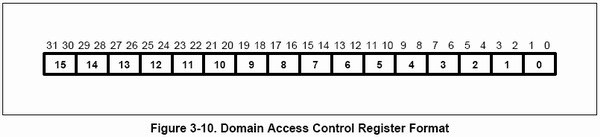 31 30 29 28 27 26 25 24 23 22 21 20 19 18 17 16 15 14 13 12 11 10 9 8 7 6 5 4 3 2 1 0
15 14 13 12 11 10 9 8 7 6 5 4 3 2 1 0
Figure 3-10. Domain Access Control Register Format